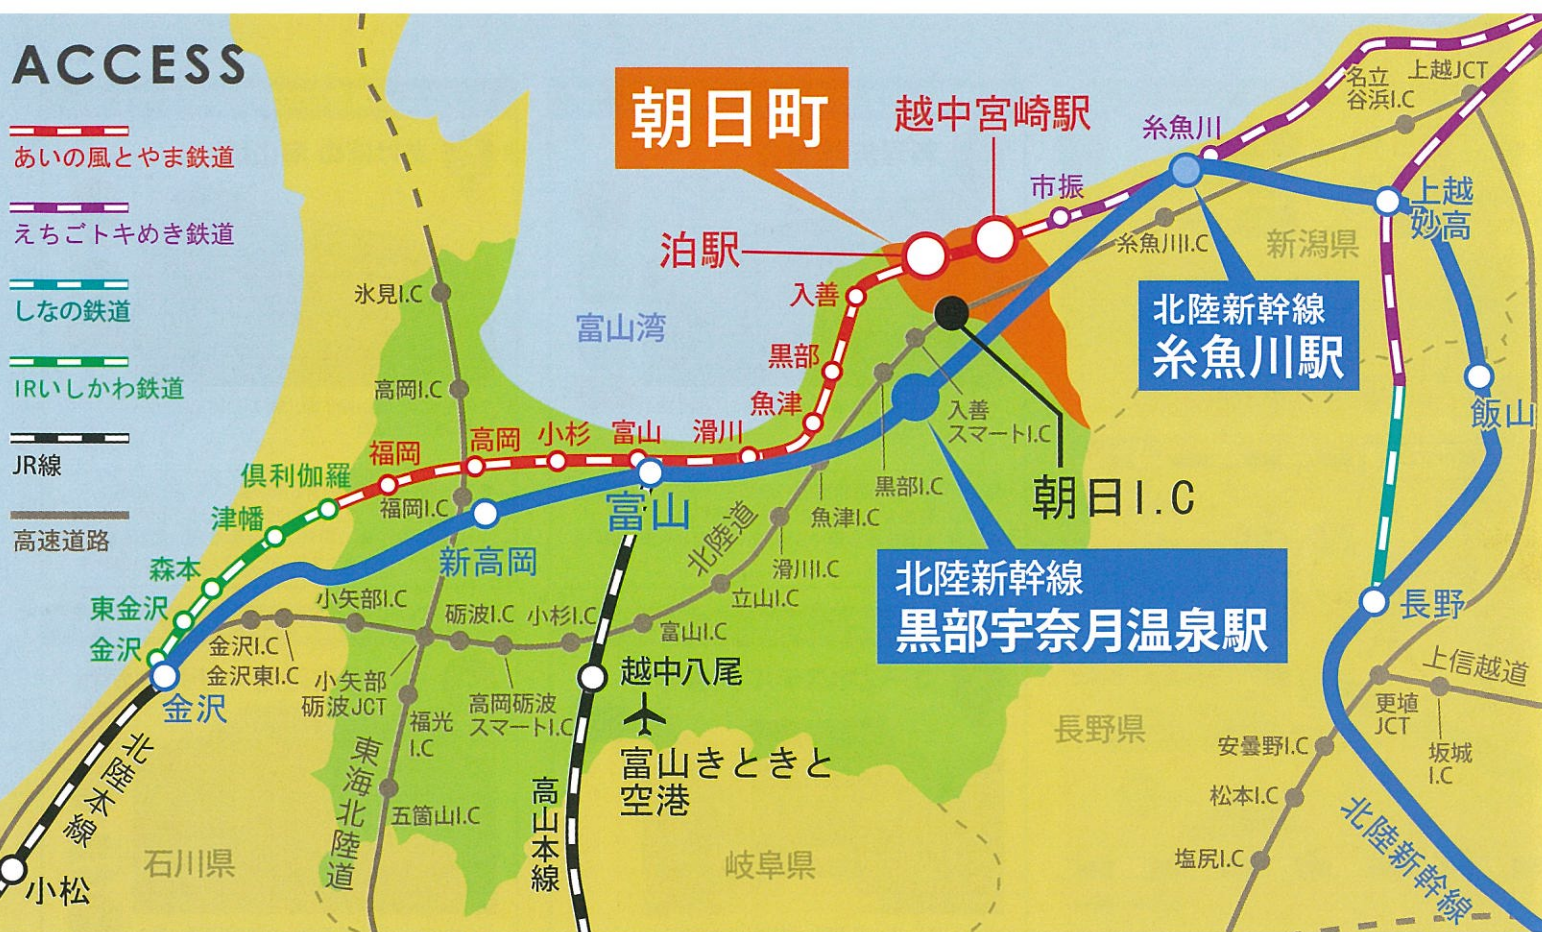 ACCESS
あいの風とやま鉄道
えちごトキめき鉄道
しなの鉄道
IRいしかわ鉄道
JR線
高速道路
朝日町
越中宮崎駅
泊駅
市振
糸魚川
名立
谷浜I.C
上越JCT
上越
妙高
糸魚川I.C
新潟県
北陸新幹線
糸魚川駅
飯山
氷見I.C
富山湾
入善
黒部
魚津
高岡I.C
入善
スマートI.C
福岡
高岡
小杉
富山
滑川
倶利伽羅
津幡
森本
東金沢
金沢
福岡I.C
新高岡
富山
北陸道
黒部I.C
魚津I.C
滑川I.C
立山I.C
富山I.C
朝日I.C
北陸新幹線
黒部宇奈月温泉駅
長野
小矢部I.C
砺波I.C
小杉I.C
金沢I.C
金沢東I.C
小矢部
砺波JCT
福光
I.C
高岡砺波
スマートI.C
越中八尾
金沢
富山きときと
空港
長野県
上信越道
更埴
JCT
坂城
I.C
安曇野I.C
松本I.C
塩尻I.C
北陸新幹線
北陸本線
東海北陸道
五箇山I.C
高山本線
石川県
岐阜県
小松